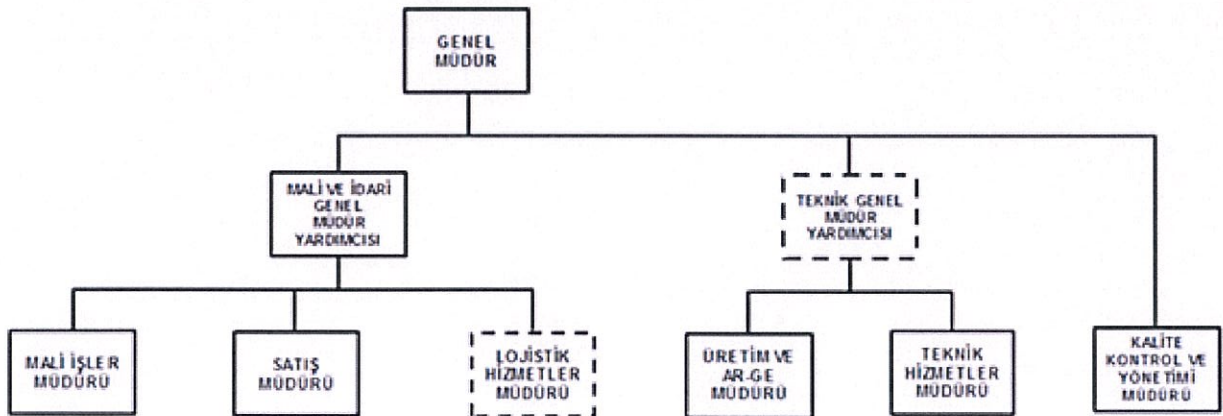 GENEL
MÜDÜR
MALİ VE İDARİ
GENEL
MÜDÜR
YARDIMCISI
TEKNİK GENEL
MÜDÜR
YARDIMCISI
MALİ İŞLER
MÜDÜRÜ
SATIŞ
MÜDÜRÜ
LOJİSTİK
HİZMETLER
MÜDÜRÜ
ÜRETİM VE
AR-GE
MÜDÜRÜ
TEKNİK
HİZMETLER
MÜDÜRÜ
KALİTE
KONTROL VE
YÖNETİMİ
MÜDÜRÜ